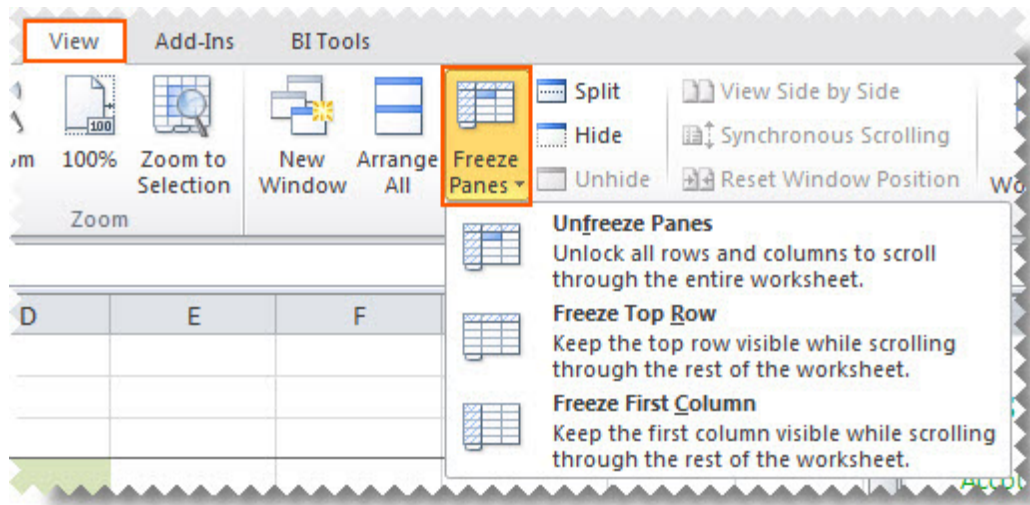 View Add-Ins BI Tools
100
100% Zoom to Selection
New Window
Arrange All
Freeze Panes
Split
Hide
Unhide
View Side by Side
Synchronous Scrolling
Reset Window Position
Zoom
Unfreeze Panes
Unlock all rows and columns to scroll
through the entire worksheet.
Freeze Top Row
Keep the top row visible while scrolling
through the rest of the worksheet.
Freeze First Column
Keep the first column visible while scrolling
through the rest of the worksheet.
D E F